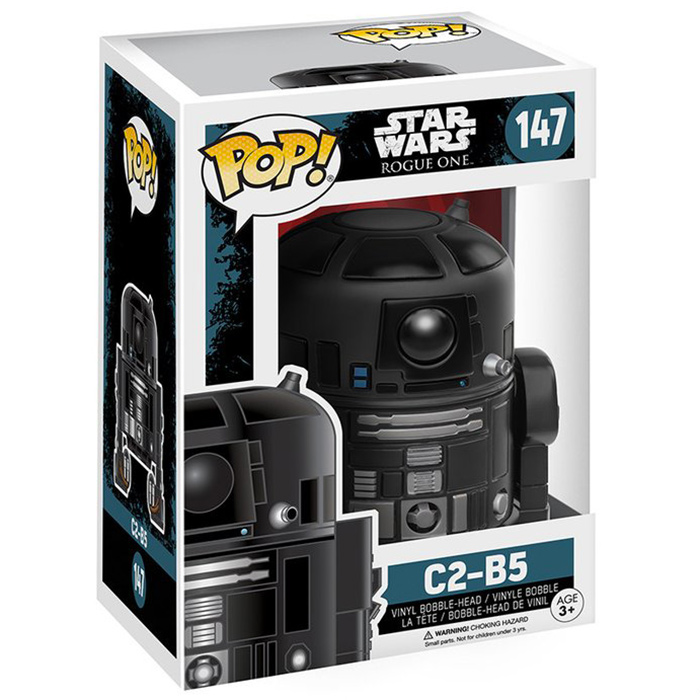 POP!
POP!
POP!®
STAR
WARS
ROGUE ONE™
147
C2-B5
147
C2-B5
VINYL BOBBLE-HEAD / VINYLE BOBBLE
LA TÊTE / BOBBLE-HEAD DE VINIL
AGE
3+
⚠ WARNING! CHOKING HAZARD
Small parts. Not for children under 3 yrs.